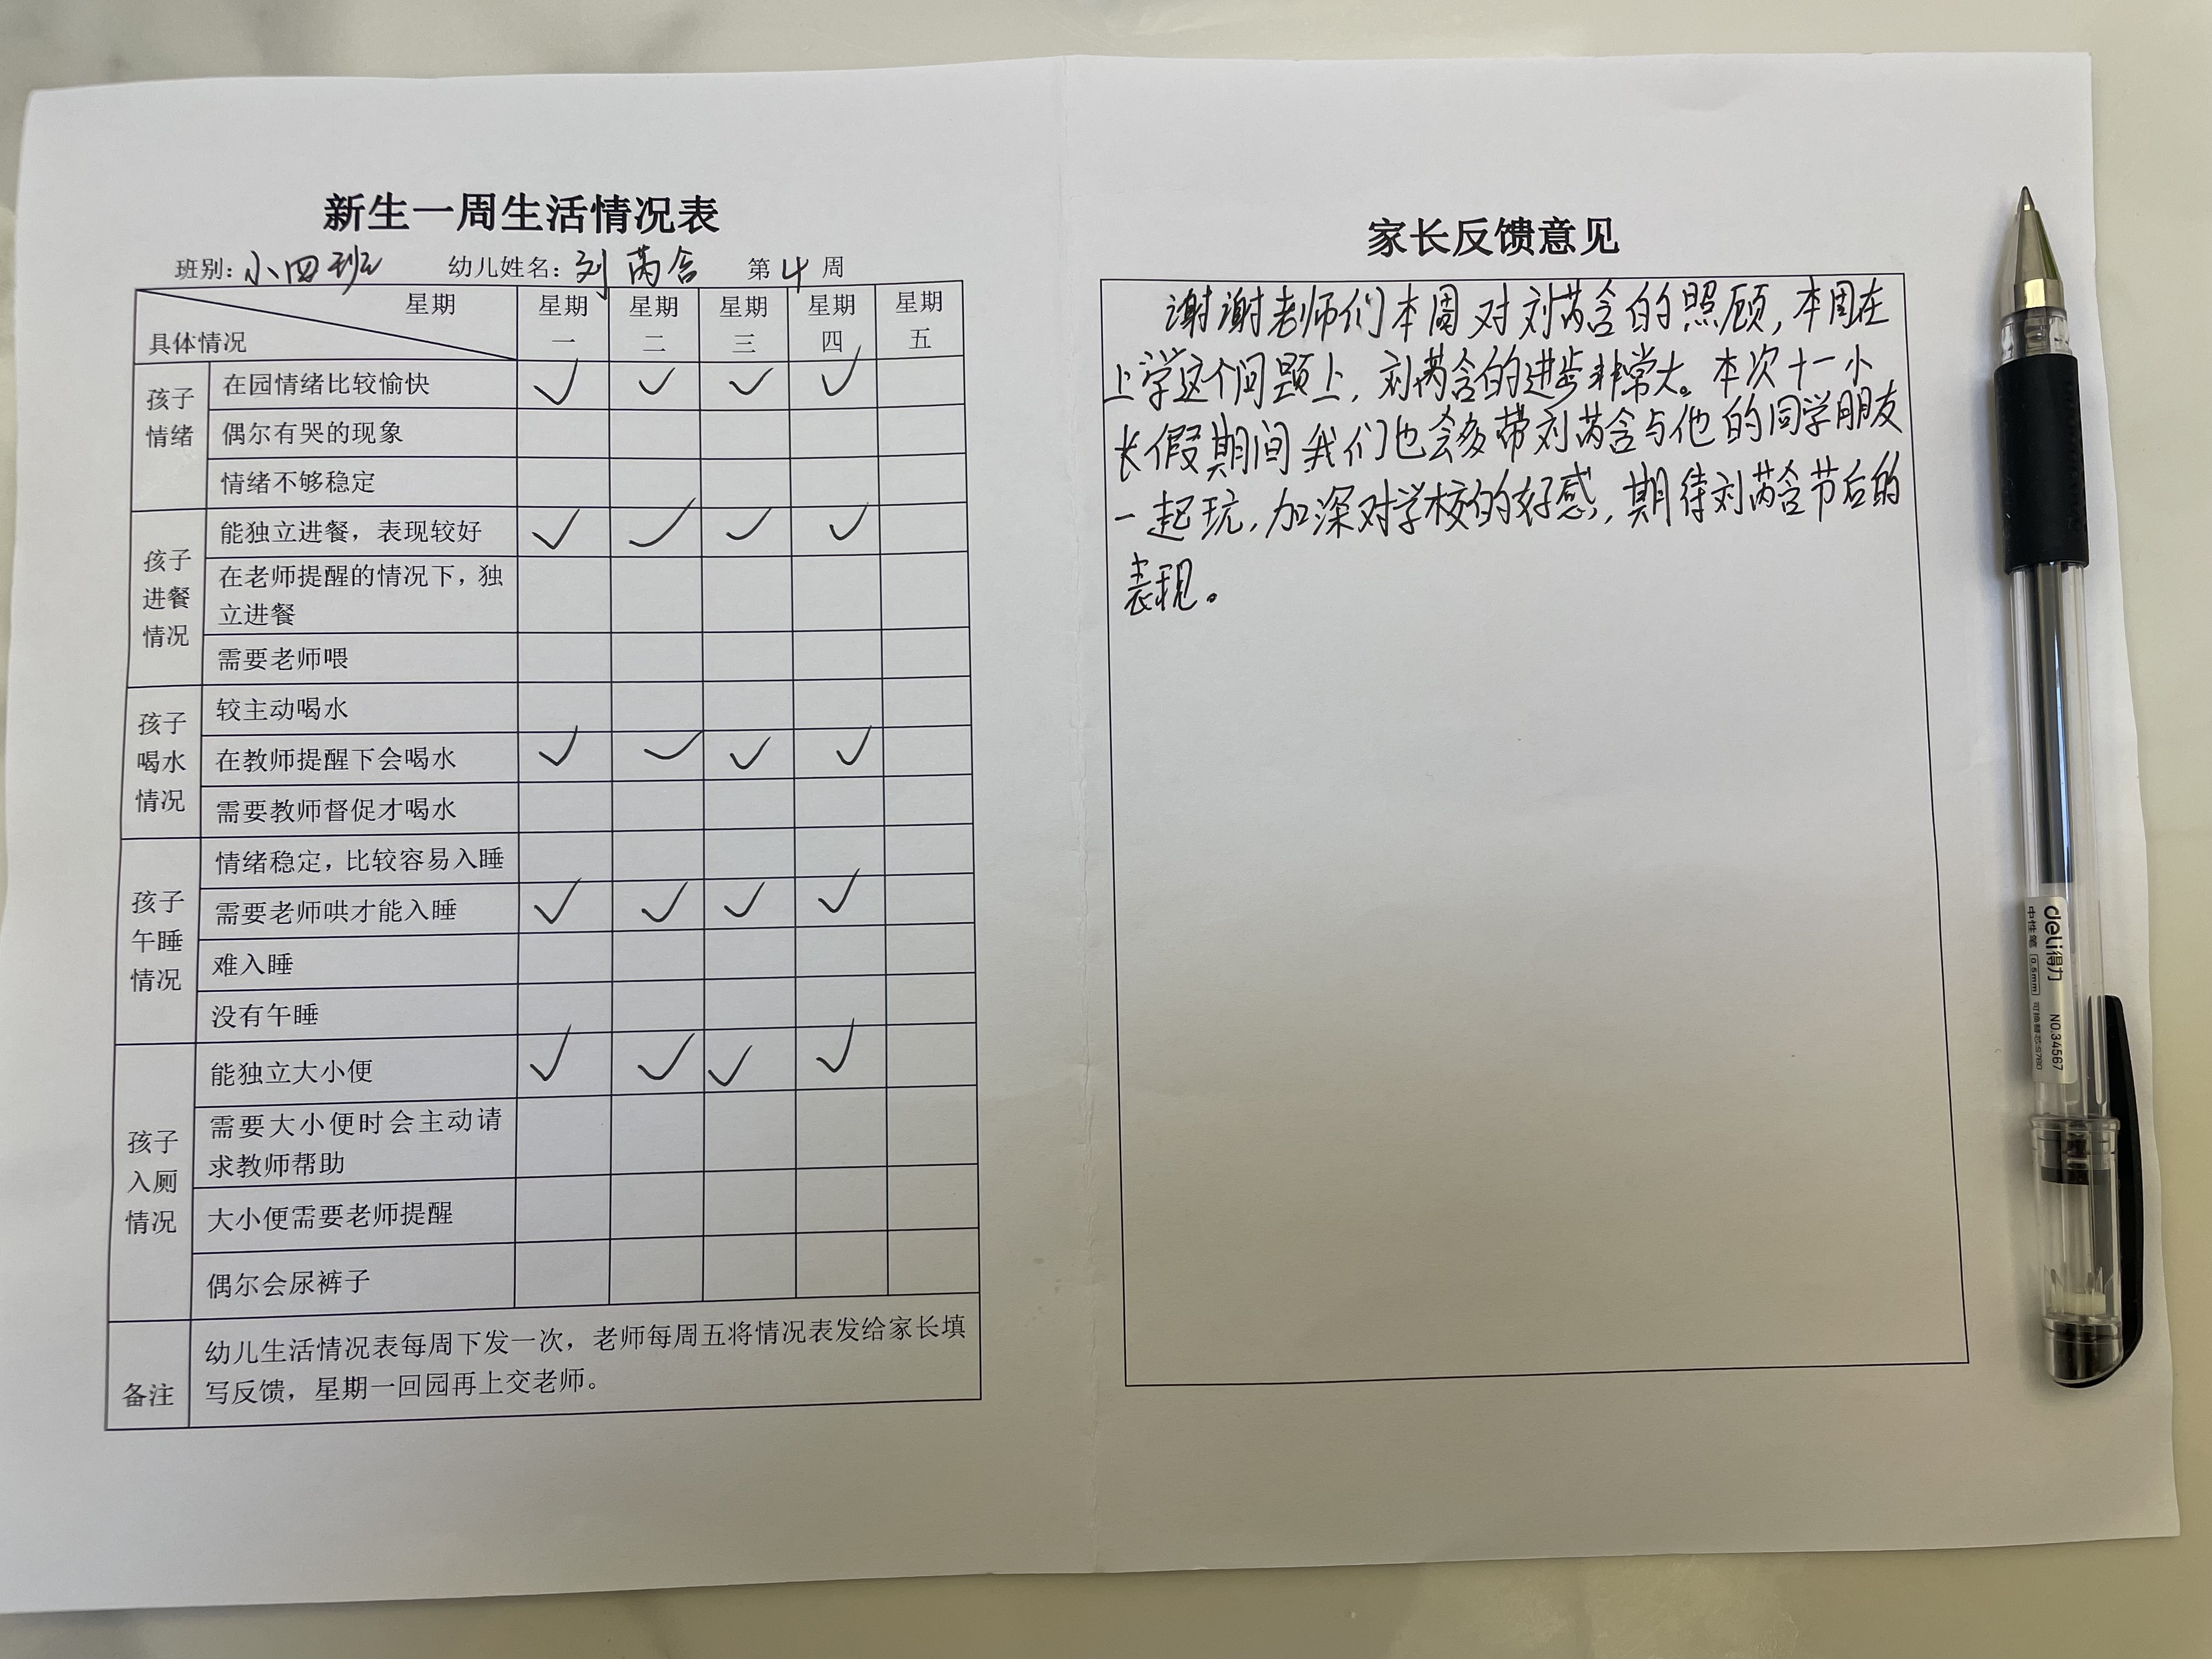 新生一周生活情况表
班别：小四班 幼儿姓名：刘芮含 第4周
星期
具体情况
星期一 星期二 星期三 星期四 星期五
孩子情绪
在园情绪比较愉快 ✓ ✓ ✓ ✓
偶尔有哭的现象
情绪不够稳定
孩子进餐情况
能独立进餐，表现较好 ✓ ✓ ✓ ✓
在老师提醒的情况下，独
立进餐
需要老师喂
孩子喝水情况
较主动喝水
在教师提醒下会喝水 ✓ ✓ ✓ ✓
需要教师督促才喝水
孩子午睡情况
情绪稳定，比较容易入睡
需要老师哄才能入睡 ✓ ✓ ✓ ✓
难入睡
没有午睡
孩子入厕情况
能独立大小便 ✓ ✓ ✓ ✓
需要大小便时会主动请
求教师帮助
大小便需要老师提醒
偶尔会尿裤子
备注
幼儿生活情况表每周下发一次，老师每周五将情况表发给家长填
写反馈，星期一回园再上交老师。
家长反馈意见
谢谢老师们本周对刘芮含的照顾，本周在
上学这个问题上，刘芮含的进步非常大。本次十一小
长假期间我们也会多带刘芮含与他的同学朋友
一起玩，加深对学校的好感，期待刘芮含节后的
表现。
deli得力 NO.34567
中性笔 0.5mm 可换替芯:S780